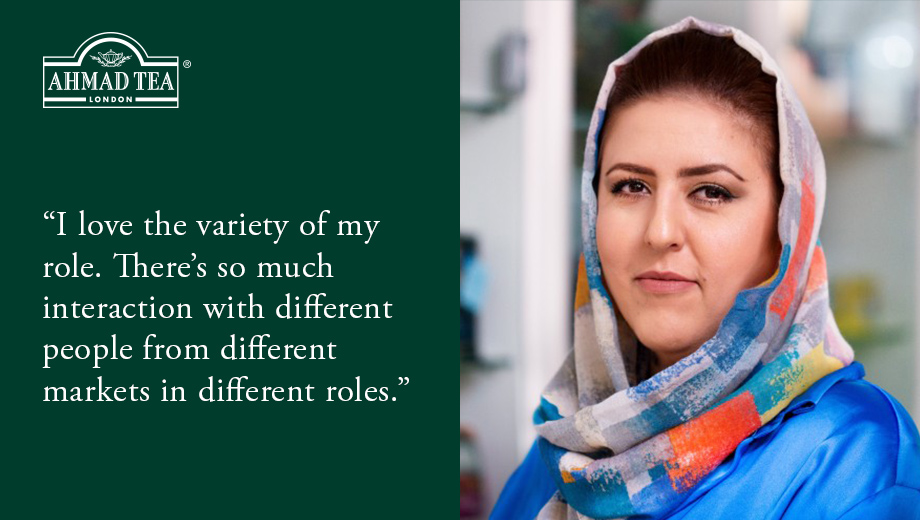 AHMAD TEA
LONDON
®
“I love the variety of my
role. There’s so much
interaction with different
people from different
markets in different roles.”